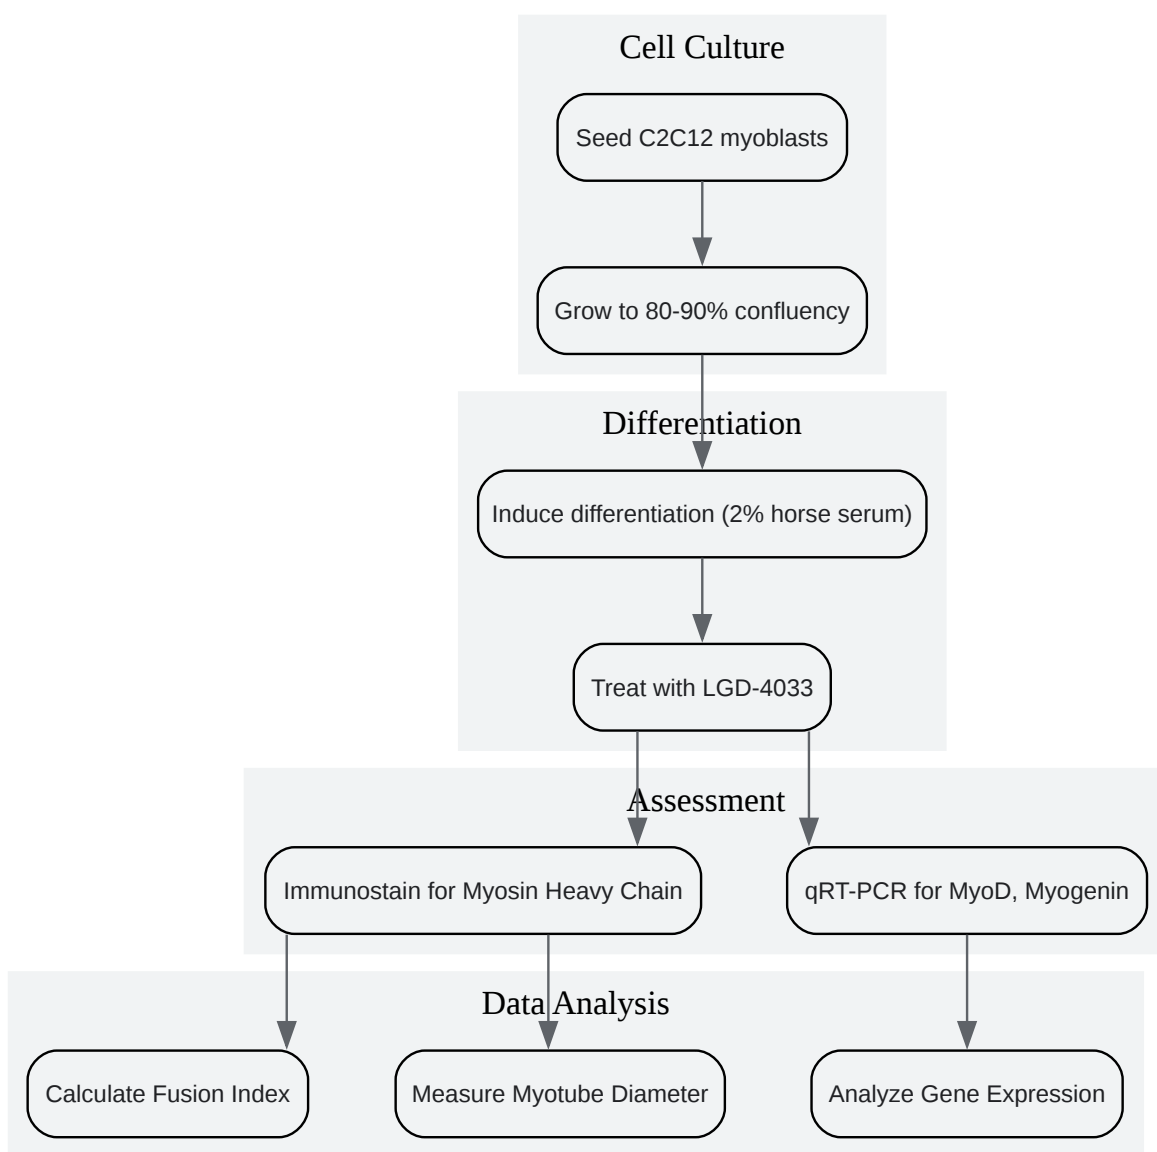 Cell Culture
Seed C2C12 myoblasts
Grow to 80-90% confluency
Differentiation
Induce differentiation (2% horse serum)
Treat with LGD-4033
Assessment
Immunostain for Myosin Heavy Chain
qRT-PCR for MyoD, Myogenin
Data Analysis
Calculate Fusion Index
Measure Myotube Diameter
Analyze Gene Expression